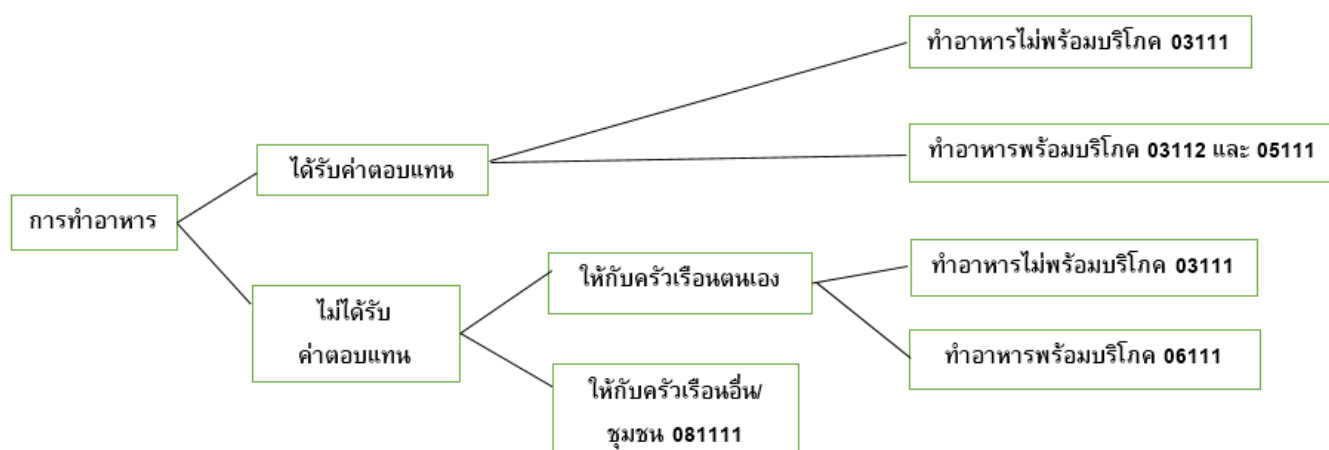 ทำอาหารไม่พร้อมบริโภค 03111
ทำอาหารพร้อมบริโภค 03112 และ 05111
ได้รับค่าตอบแทน
การทำอาหาร
ให้กับครัวเรือนตนเอง
ทำอาหารไม่พร้อมบริโภค 03111
ไม่ได้รับ
ค่าตอบแทน
ทำอาหารพร้อมบริโภค 06111
ให้กับครัวเรือนอื่น/
ชุมชน 081111